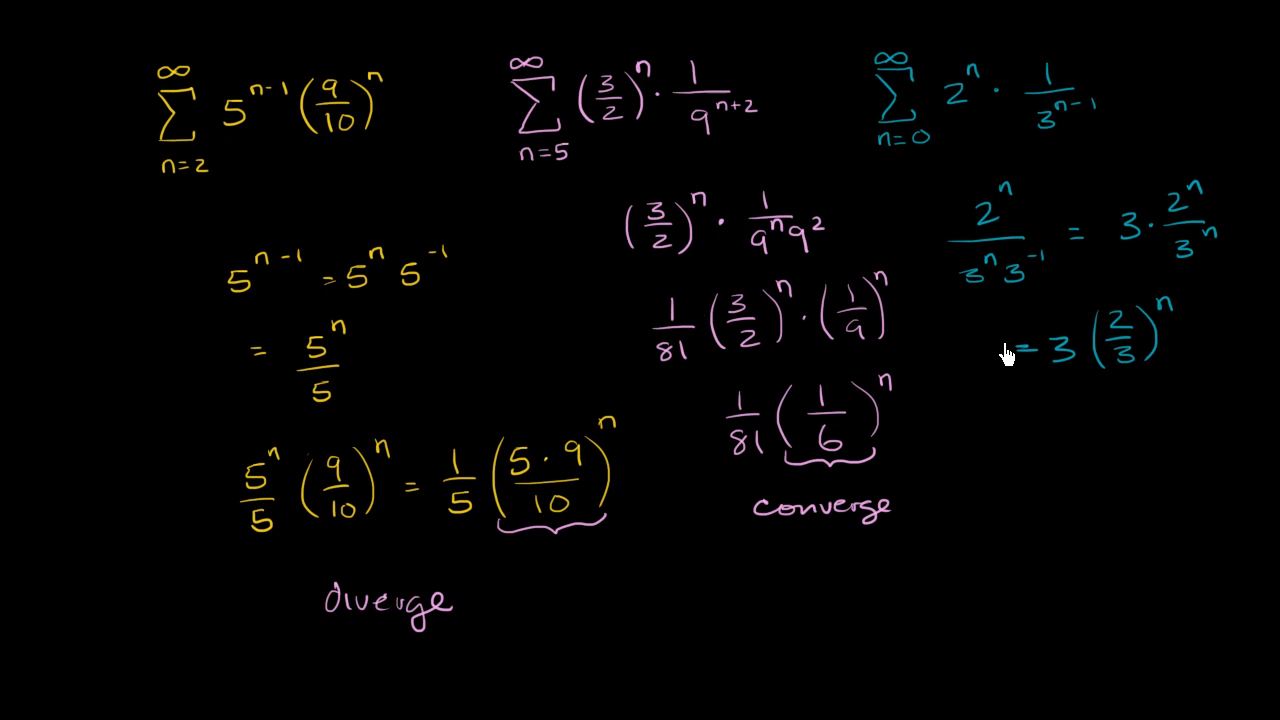 ∑_{n=2}^{∞} 5^{n-1} (9/10)^n
5^{n-1} = 5^n 5^{-1}
= 5^n/5
5^n/5 (9/10)^n = 1/5 (5·9/10)^n
diverge
∑_{n=5}^{∞} (3/2)^n · 1/9^{n+2}
(3/2)^n · 1/(9^n 9^2)
1/81 (3/2)^n · (1/9)^n
1/81 (1/6)^n
converge
∑_{n=0}^{∞} 2^n · 1/3^{n-1}
2^n/(3^n 3^{-1}) = 3 · 2^n/3^n
= 3 (2/3)^n